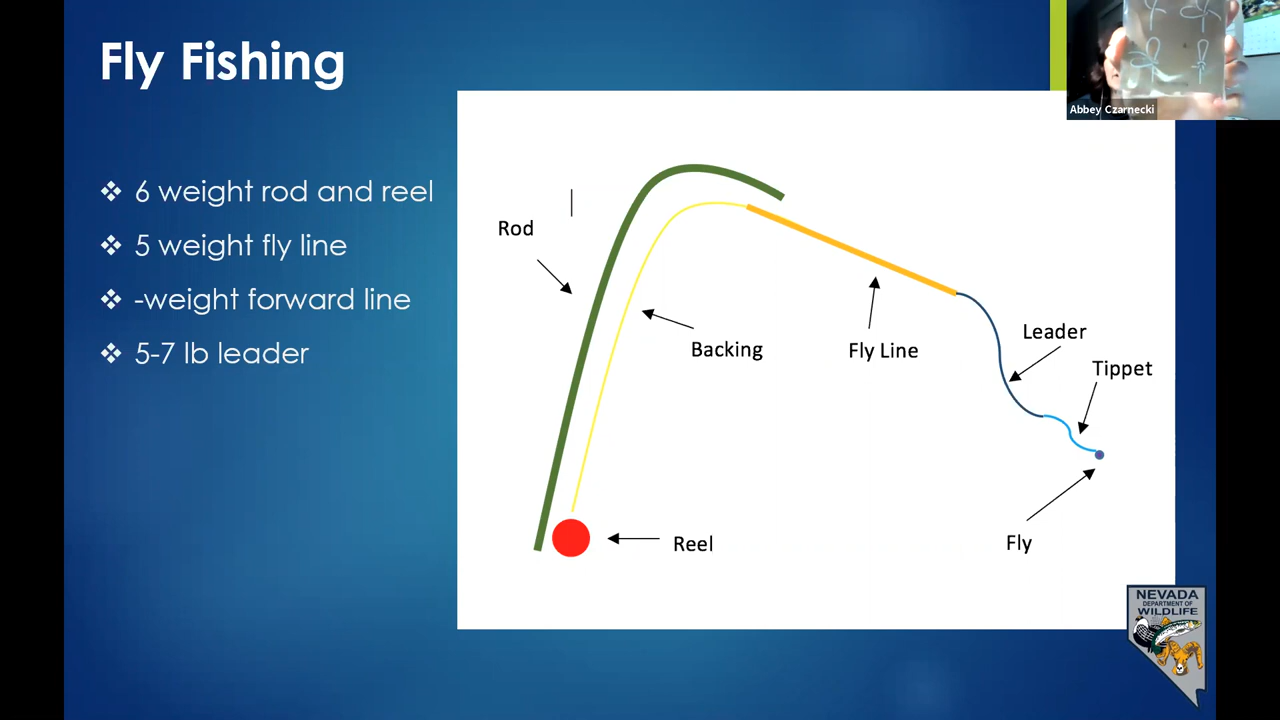 Fly Fishing
❖ 6 weight rod and reel
❖ 5 weight fly line
❖ -weight forward line
❖ 5-7 lb leader
Rod
Backing
Fly Line
Leader
Tippet
Reel
Fly
Abbey Czarnecki
NEVADA
DEPARTMENT OF
WILDLIFE